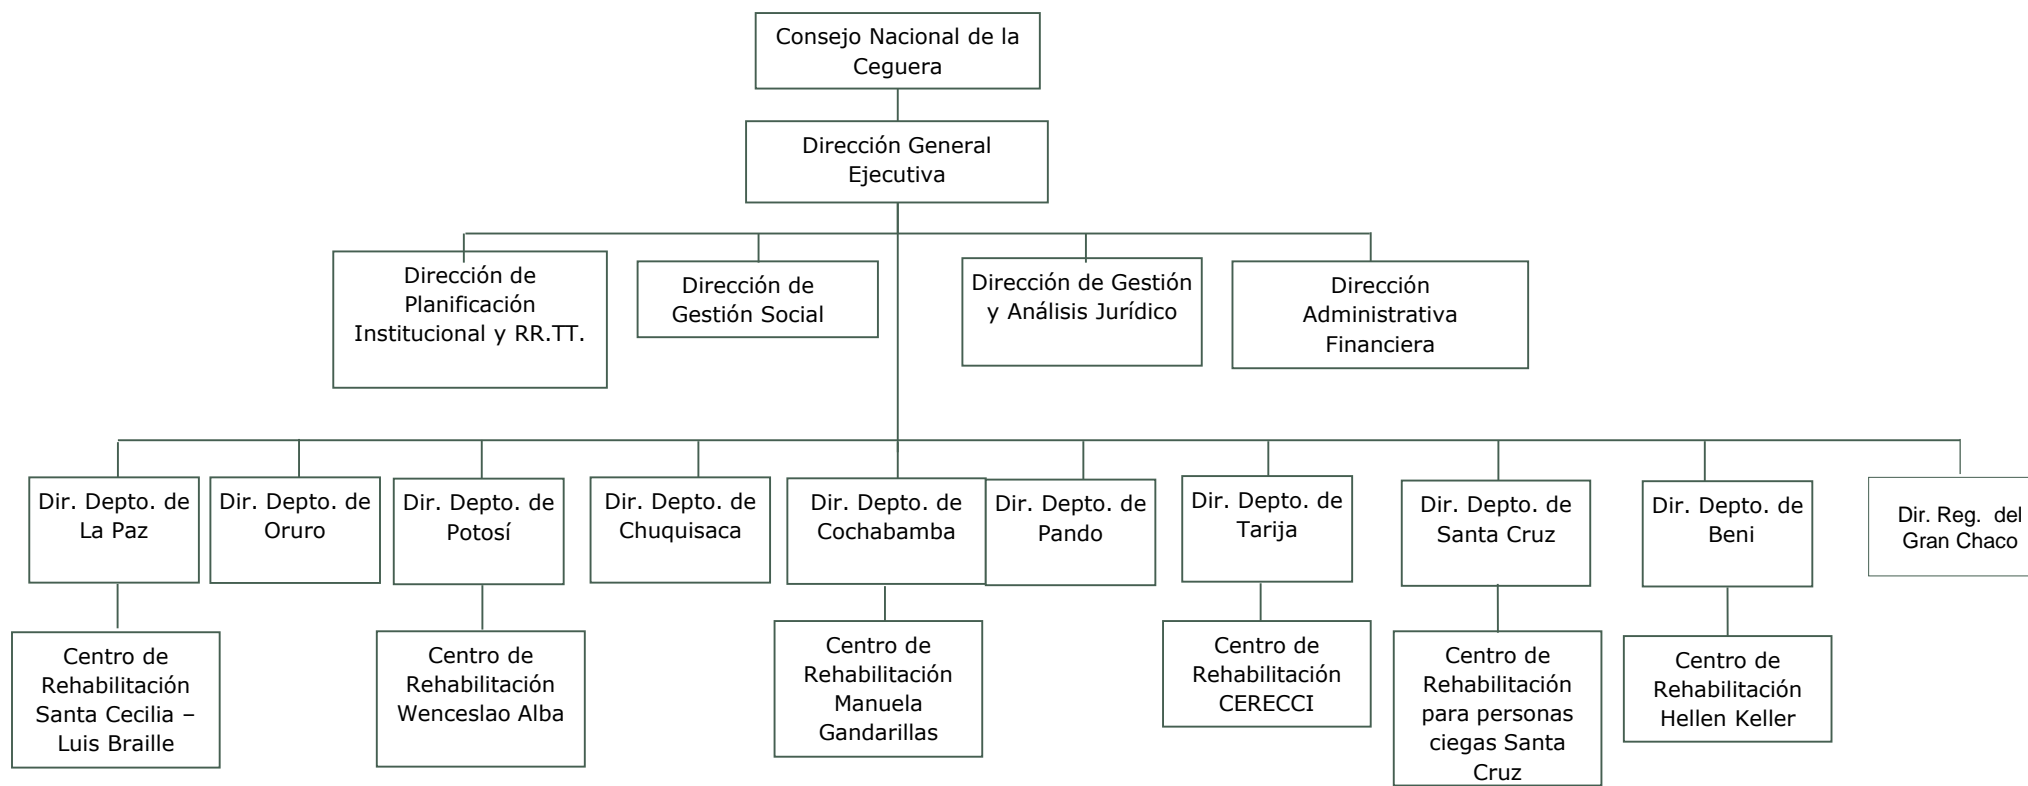 Consejo Nacional de la
Ceguera
Dirección General
Ejecutiva
Dirección de
Planificación
Institucional y RR.TT.
Dirección de
Gestión Social
Dirección de Gestión
y Análisis Jurídico
Dirección
Administrativa
Financiera
Dir. Depto. de
La Paz
Dir. Depto. de
Oruro
Dir. Depto. de
Potosí
Dir. Depto. de
Chuquisaca
Dir. Depto. de
Cochabamba
Dir. Depto. de
Pando
Dir. Depto. de
Tarija
Dir. Depto. de
Santa Cruz
Dir. Depto. de
Beni
Dir. Reg. del
Gran Chaco
Centro de
Rehabilitación
Santa Cecilia –
Luis Braille
Centro de
Rehabilitación
Wenceslao Alba
Centro de
Rehabilitación
Manuela
Gandarillas
Centro de
Rehabilitación
CERECCI
Centro de
Rehabilitación
para personas
ciegas Santa
Cruz
Centro de
Rehabilitación
Hellen Keller